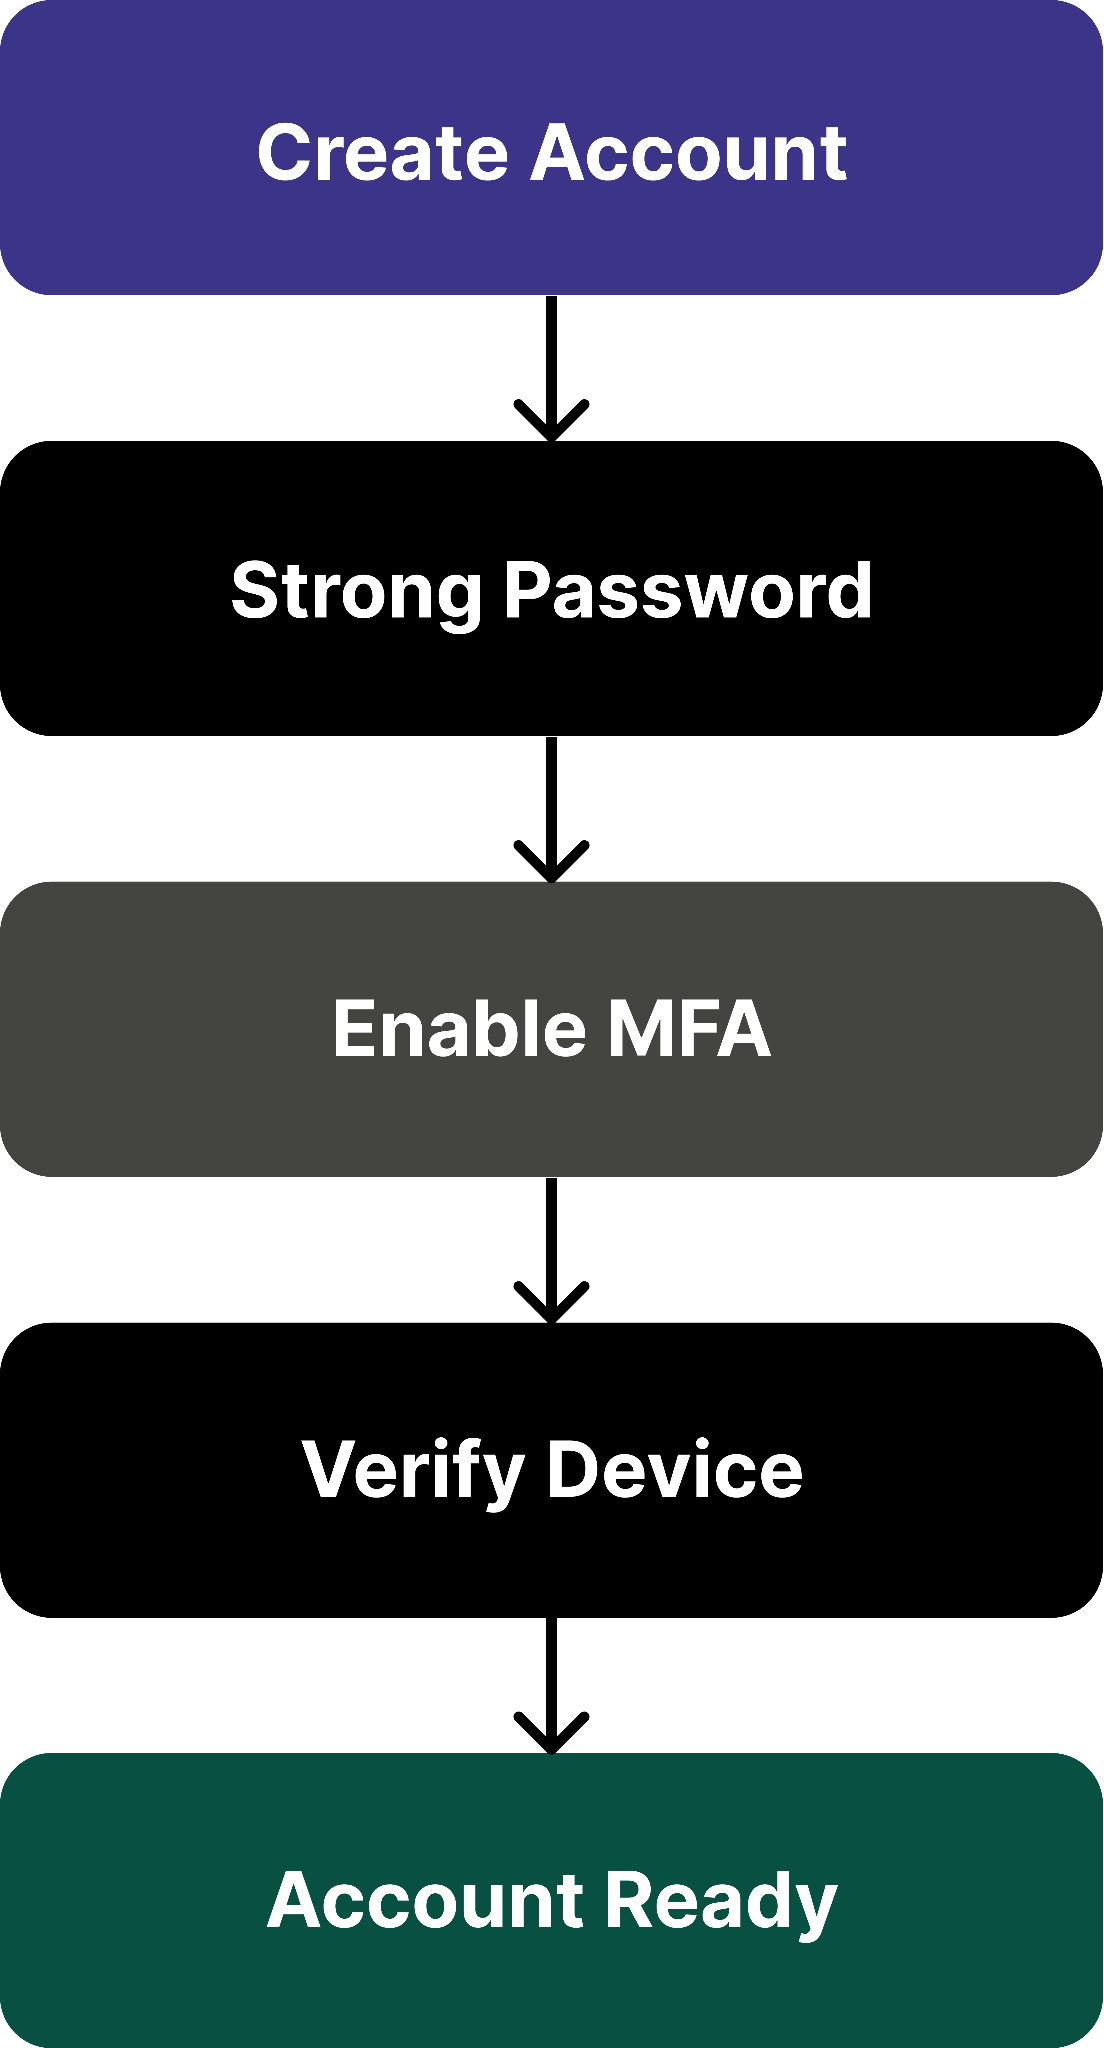 Create Account
Strong Password
Enable MFA
Verify Device
Account Ready